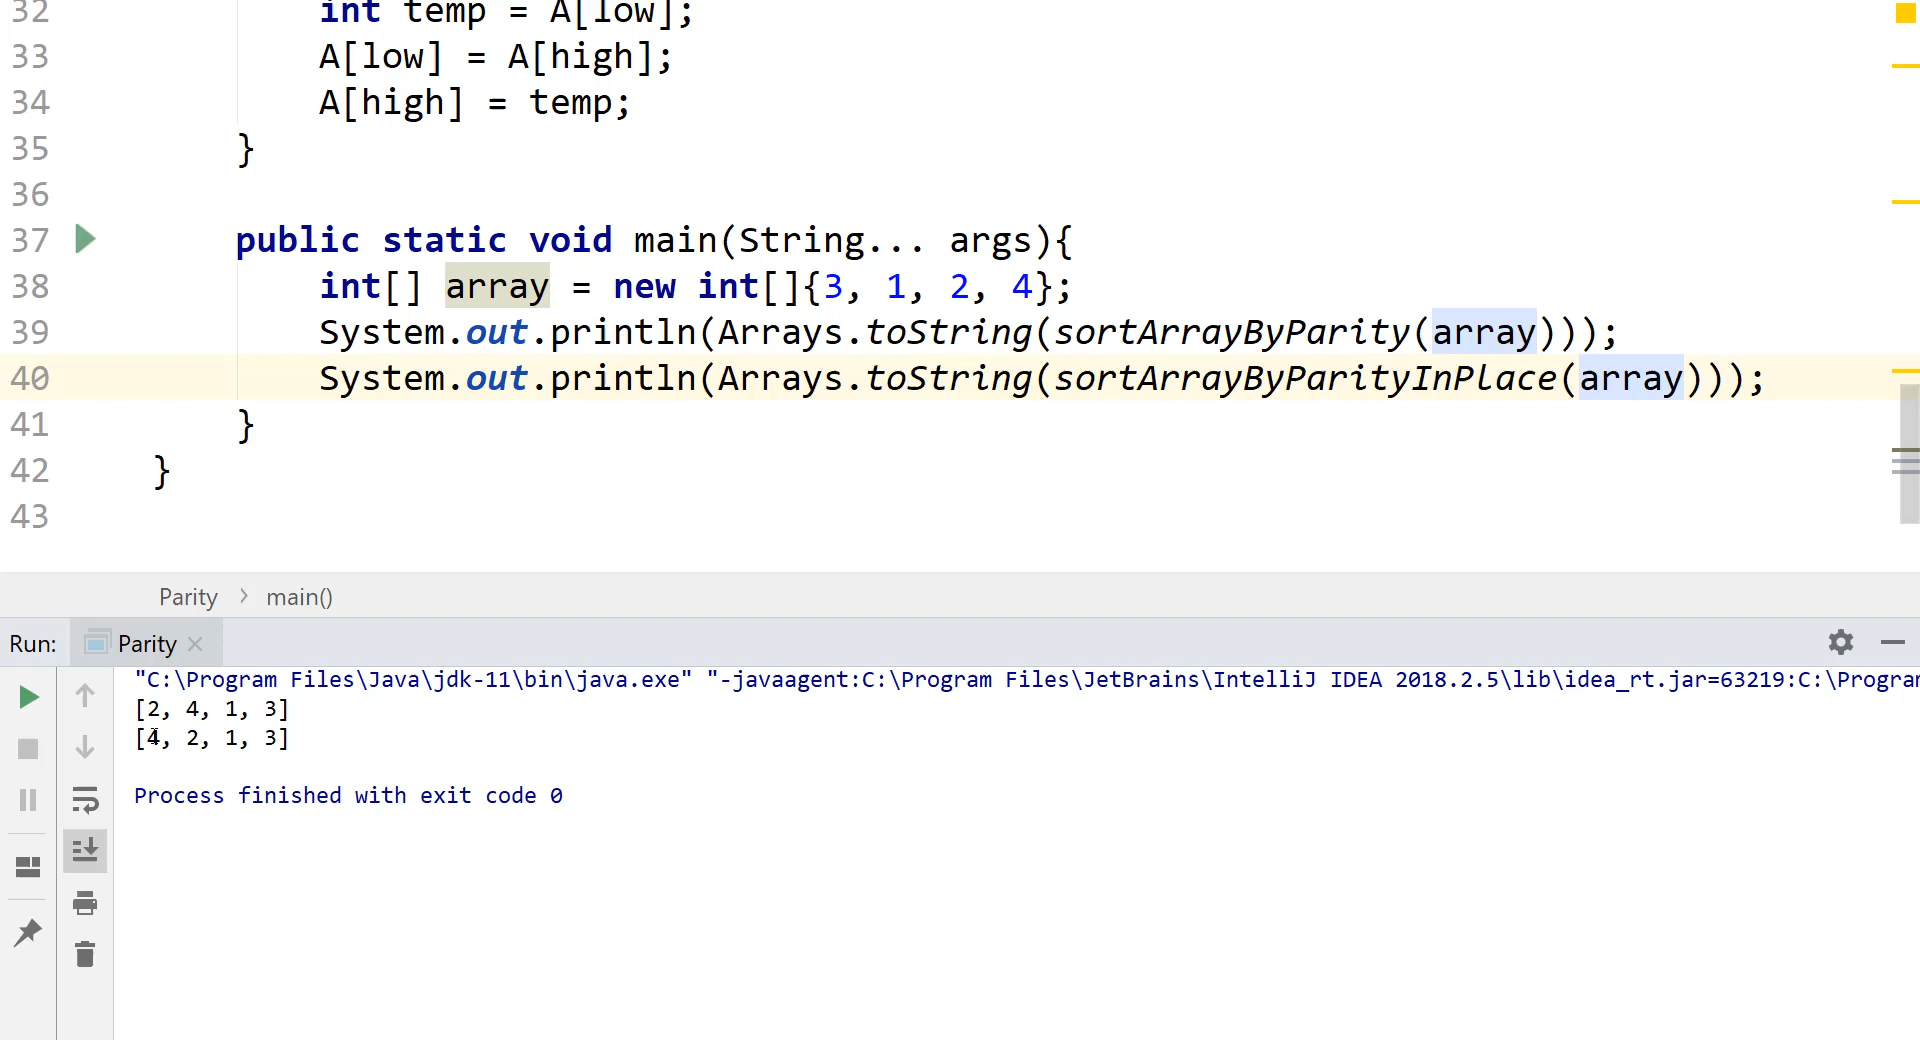 32 int temp = A[low];
33 A[low] = A[high];
34 A[high] = temp;
35 }
36
37 public static void main(String... args){
38 int[] array = new int[]{3, 1, 2, 4};
39 System.out.println(Arrays.toString(sortArrayByParity(array)));
40 System.out.println(Arrays.toString(sortArrayByParityInPlace(array)));
41 }
42 }
43
Parity > main()
Run: Parity
"C:\Program Files\Java\jdk-11\bin\java.exe" "-javaagent:C:\Program Files\JetBrains\IntelliJ IDEA 2018.2.5\lib\idea_rt.jar=63219:C:\Program
[2, 4, 1, 3]
[4, 2, 1, 3]
Process finished with exit code 0